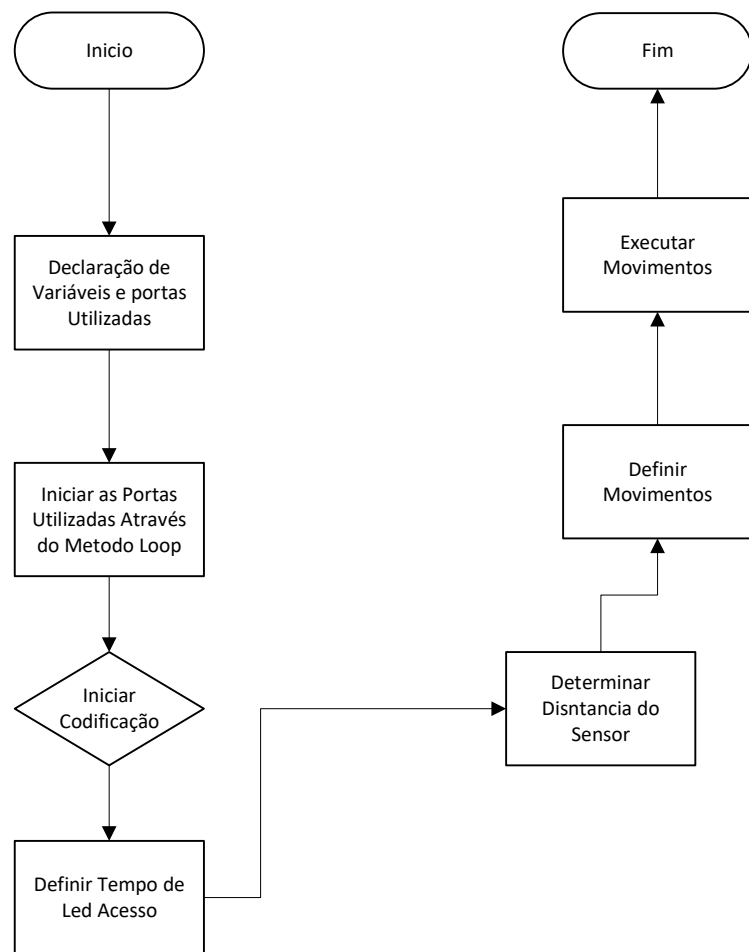 Inicio
Declaração de
Variáveis e portas
Utilizadas
Iniciar as Portas
Utilizadas Através
do Metodo Loop
Iniciar
Codificação
Definir Tempo de
Led Acesso
Determinar
Disntancia do
Sensor
Definir
Movimentos
Executar
Movimentos
Fim